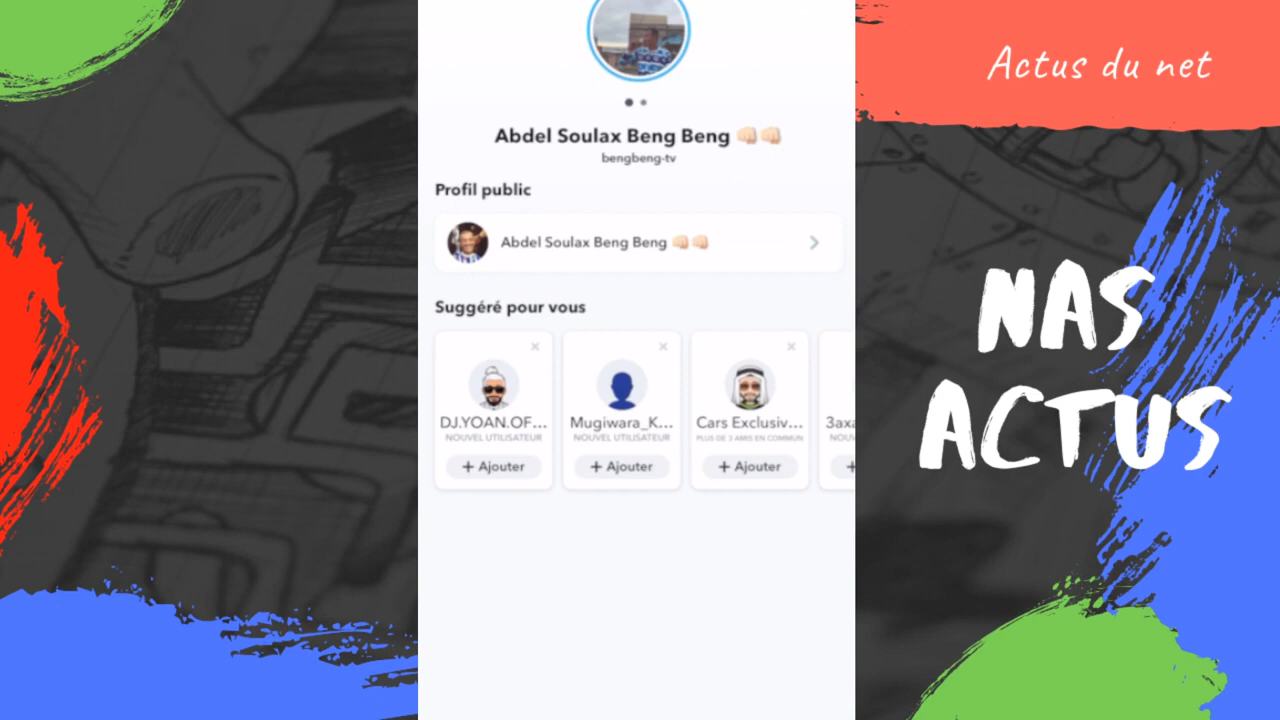 Actus du net
NAS
ACTUS
Abdel Soulax Beng Beng 👊🏻👊🏻
bengbeng-tv
Profil public
Abdel Soulax Beng Beng 👊🏻👊🏻
Suggéré pour vous
DJ.YOAN.OF...
NOUVEL UTILISATEUR
+ Ajouter
Mugiwara_K...
NOUVEL UTILISATEUR
+ Ajouter
Cars Exclusiv...
PLUS DE 3 AMIS EN COMMUN
+ Ajouter
3axa
NOUV